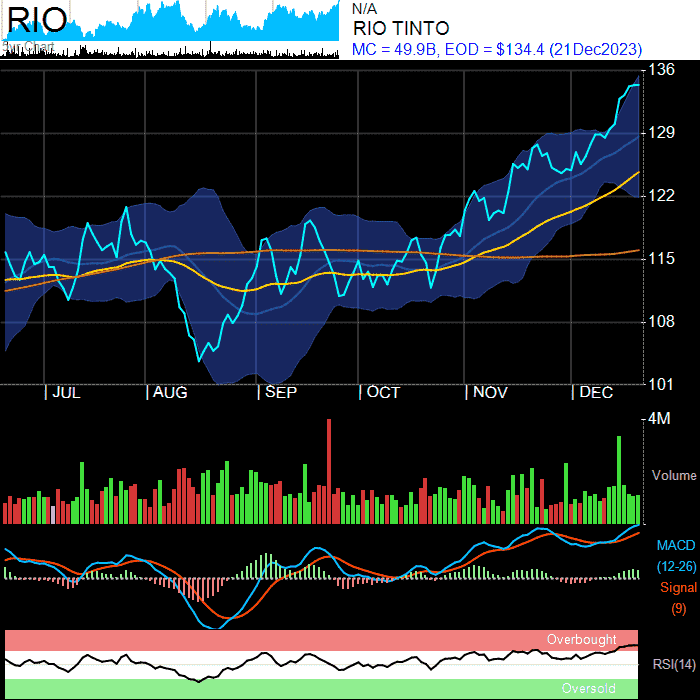 RIO
5yr Chart
N/A
RIO TINTO
MC = 49.9B, EOD = $134.4 (21Dec2023)
136
129
122
115
108
101
| JUL | AUG | SEP | OCT | NOV | DEC
4M
Volume
MACD
(12-26)
Signal
(9)
Overbought
RSI(14)
Oversold